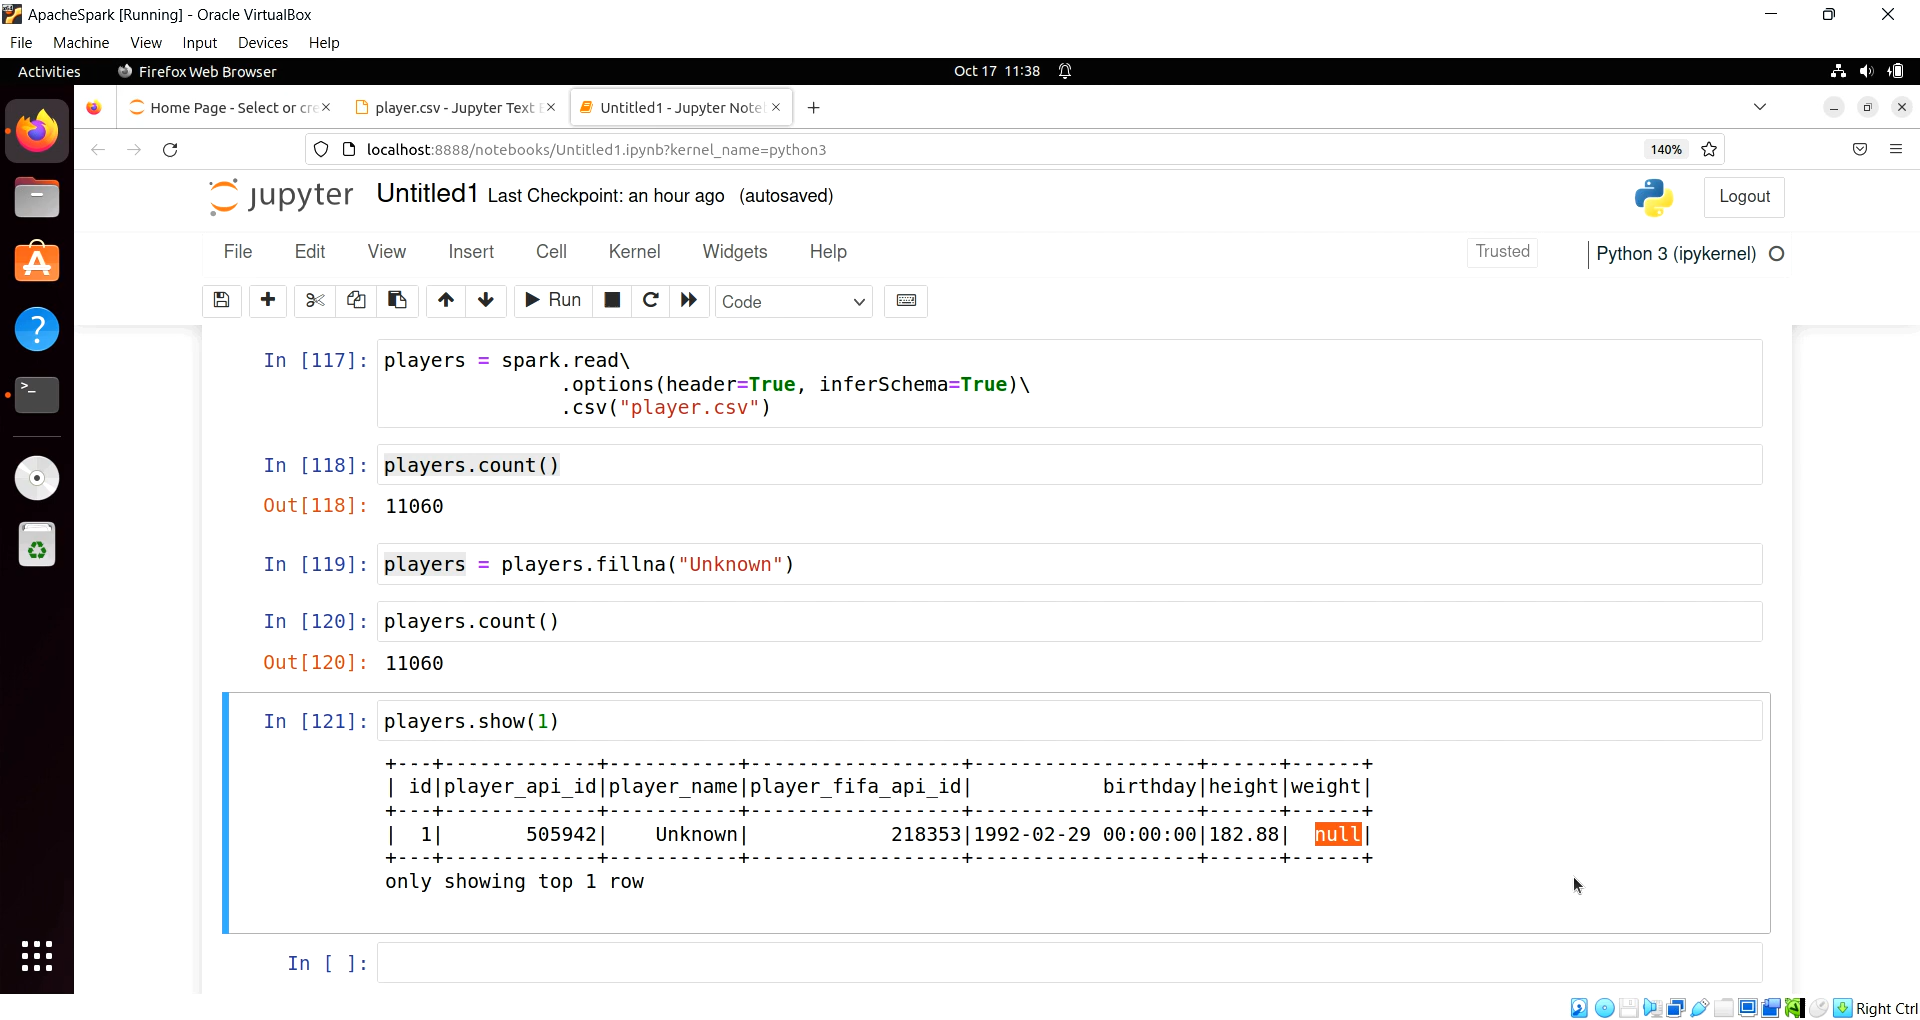 ApacheSpark [Running] - Oracle VirtualBox
File Machine View Input Devices Help
Activities Firefox Web Browser Oct 17 11:38
Home Page - Select or cre player.csv - Jupyter Text E Untitled1 - Jupyter Note
localhost:8888/notebooks/Untitled1.ipynb?kernel_name=python3 140%
jupyter Untitled1 Last Checkpoint: an hour ago (autosaved) Logout
File Edit View Insert Cell Kernel Widgets Help Trusted Python 3 (ipykernel)
Run Code
In [117]: players = spark.read\
.options(header=True, inferSchema=True)\
.csv("player.csv")
In [118]: players.count()
Out[118]: 11060
In [119]: players = players.fillna("Unknown")
In [120]: players.count()
Out[120]: 11060
In [121]: players.show(1)
+---+-------------+-----------+------------------+-------------------+------+------+
| id|player_api_id|player_name|player_fifa_api_id|           birthday|height|weight|
+---+-------------+-----------+------------------+-------------------+------+------+
|  1|       505942|    Unknown|            218353|1992-02-29 00:00:00|182.88|  null|
+---+-------------+-----------+------------------+-------------------+------+------+
only showing top 1 row
In [ ]:
Right Ctrl